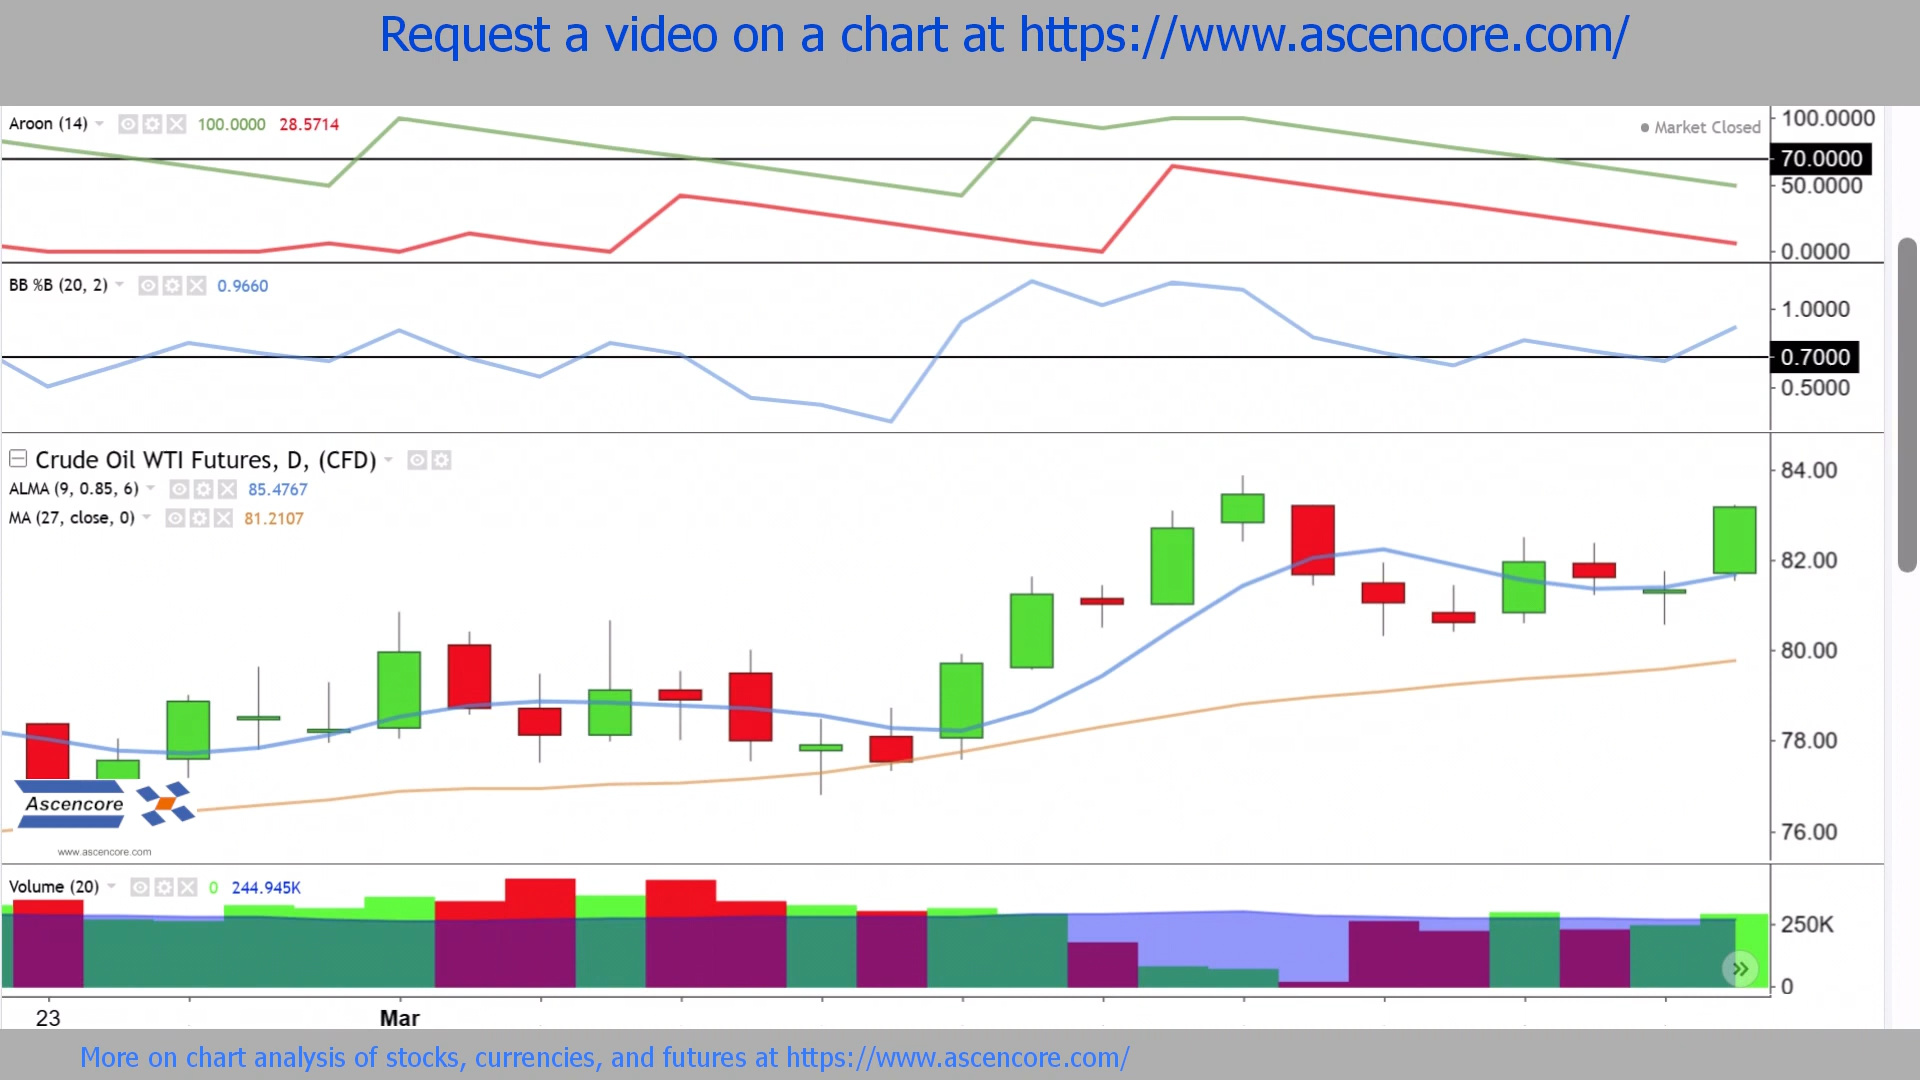 Request a video on a chart at https://www.ascencore.com/
Aroon (14) 100.0000 28.5714
Market Closed
100.0000
70.0000
50.0000
0.0000
BB %B (20, 2) 0.9660
1.0000
0.7000
0.5000
Crude Oil WTI Futures, D, (CFD)
ALMA (9, 0.85, 6) 85.4767
MA (27, close, 0) 81.2107
84.00
82.00
80.00
78.00
76.00
Ascencore
www.ascencore.com
Volume (20) 0 244.945K
250K
0
23 Mar
More on chart analysis of stocks, currencies, and futures at https://www.ascencore.com/